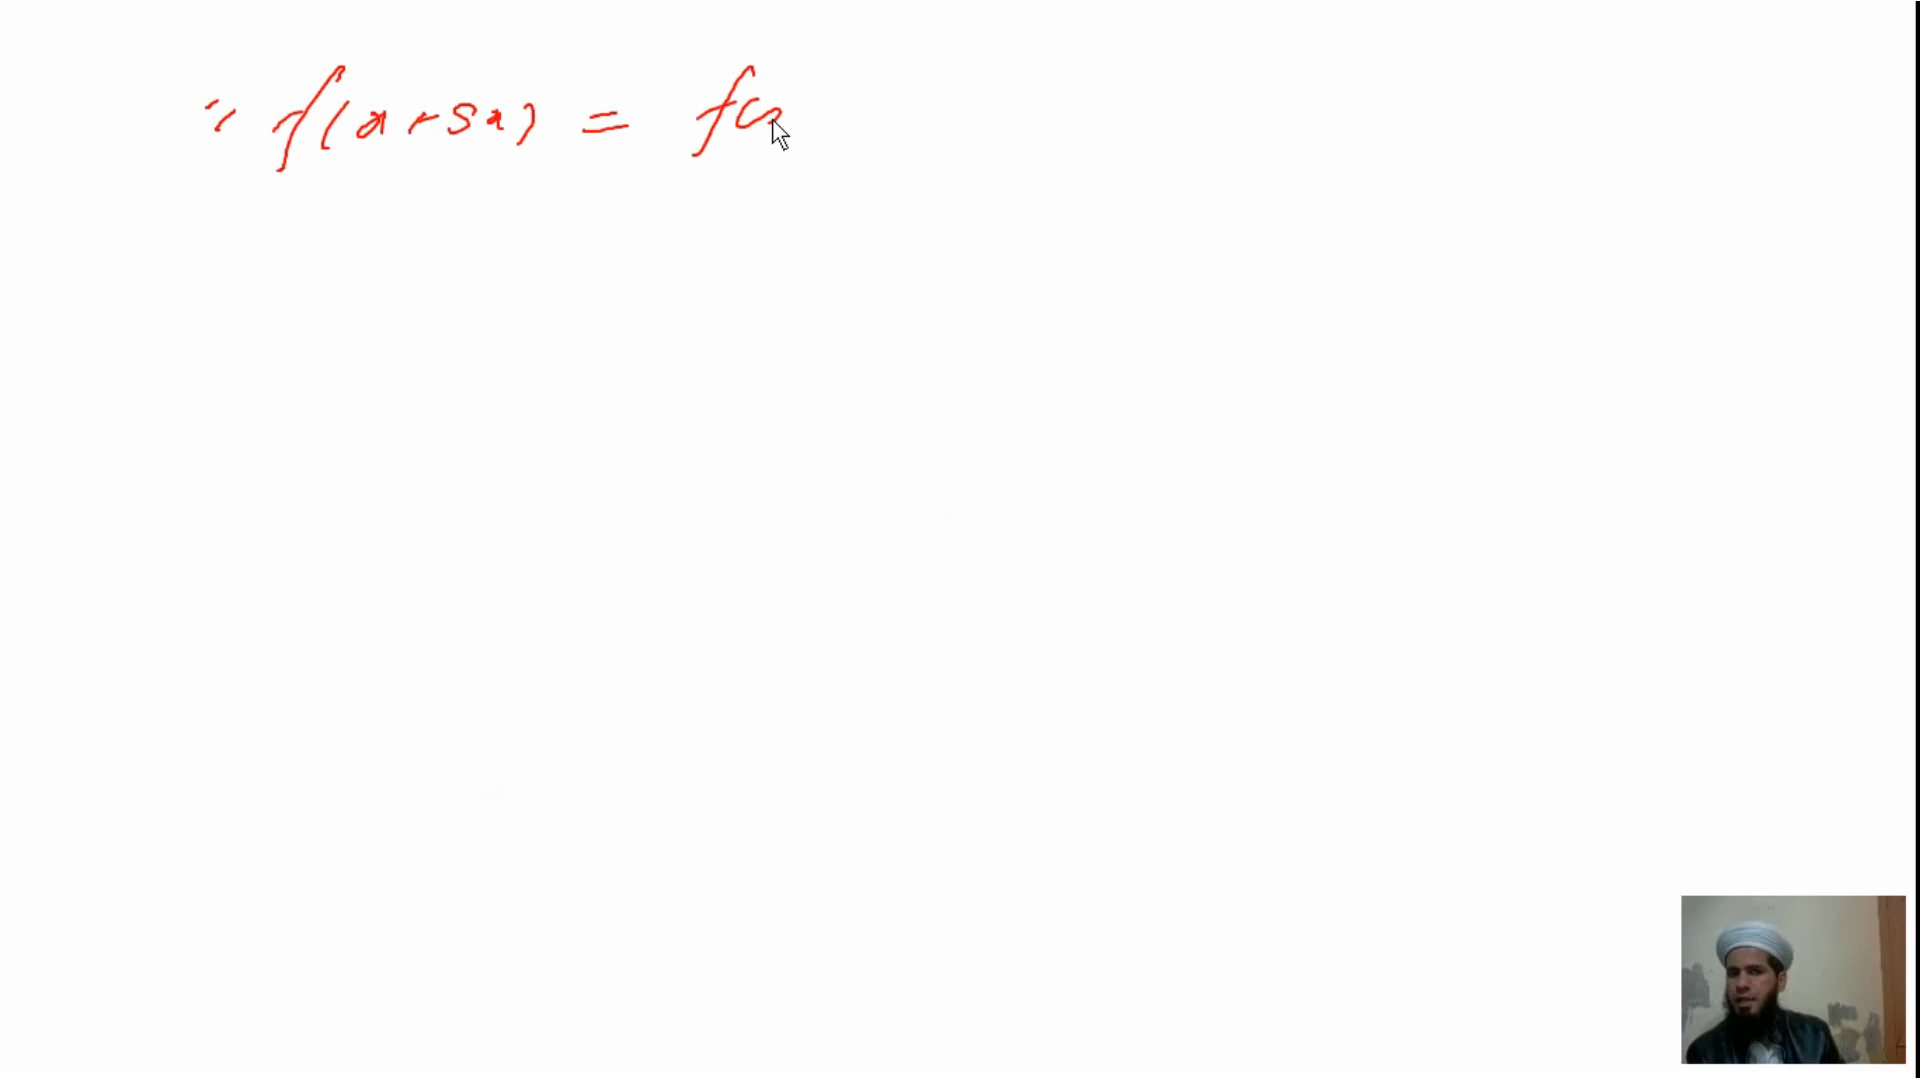 ∵ f(x+δx) = f(x